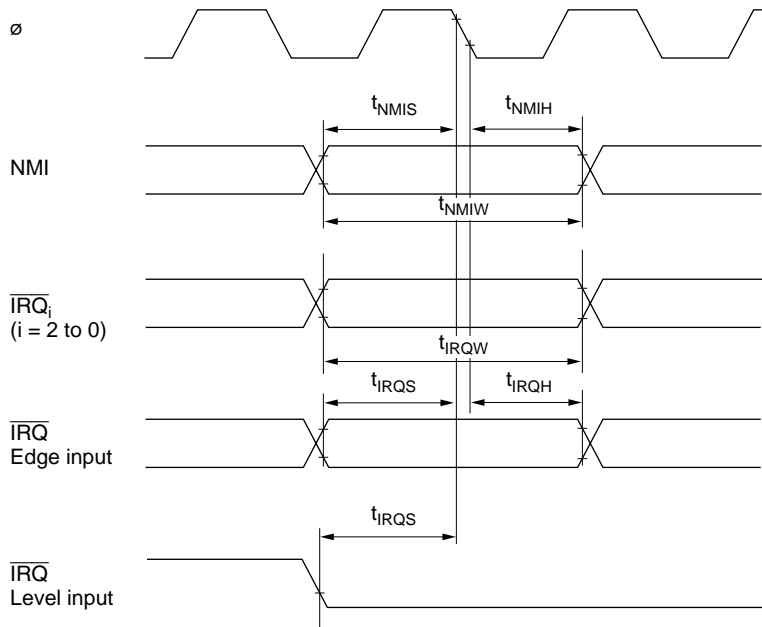 ø
tNMIS
tNMIH
NMI
tNMIW
IRQi
(i = 2 to 0)
tIRQW
tIRQS
tIRQH
IRQ
Edge input
tIRQS
IRQ
Level input